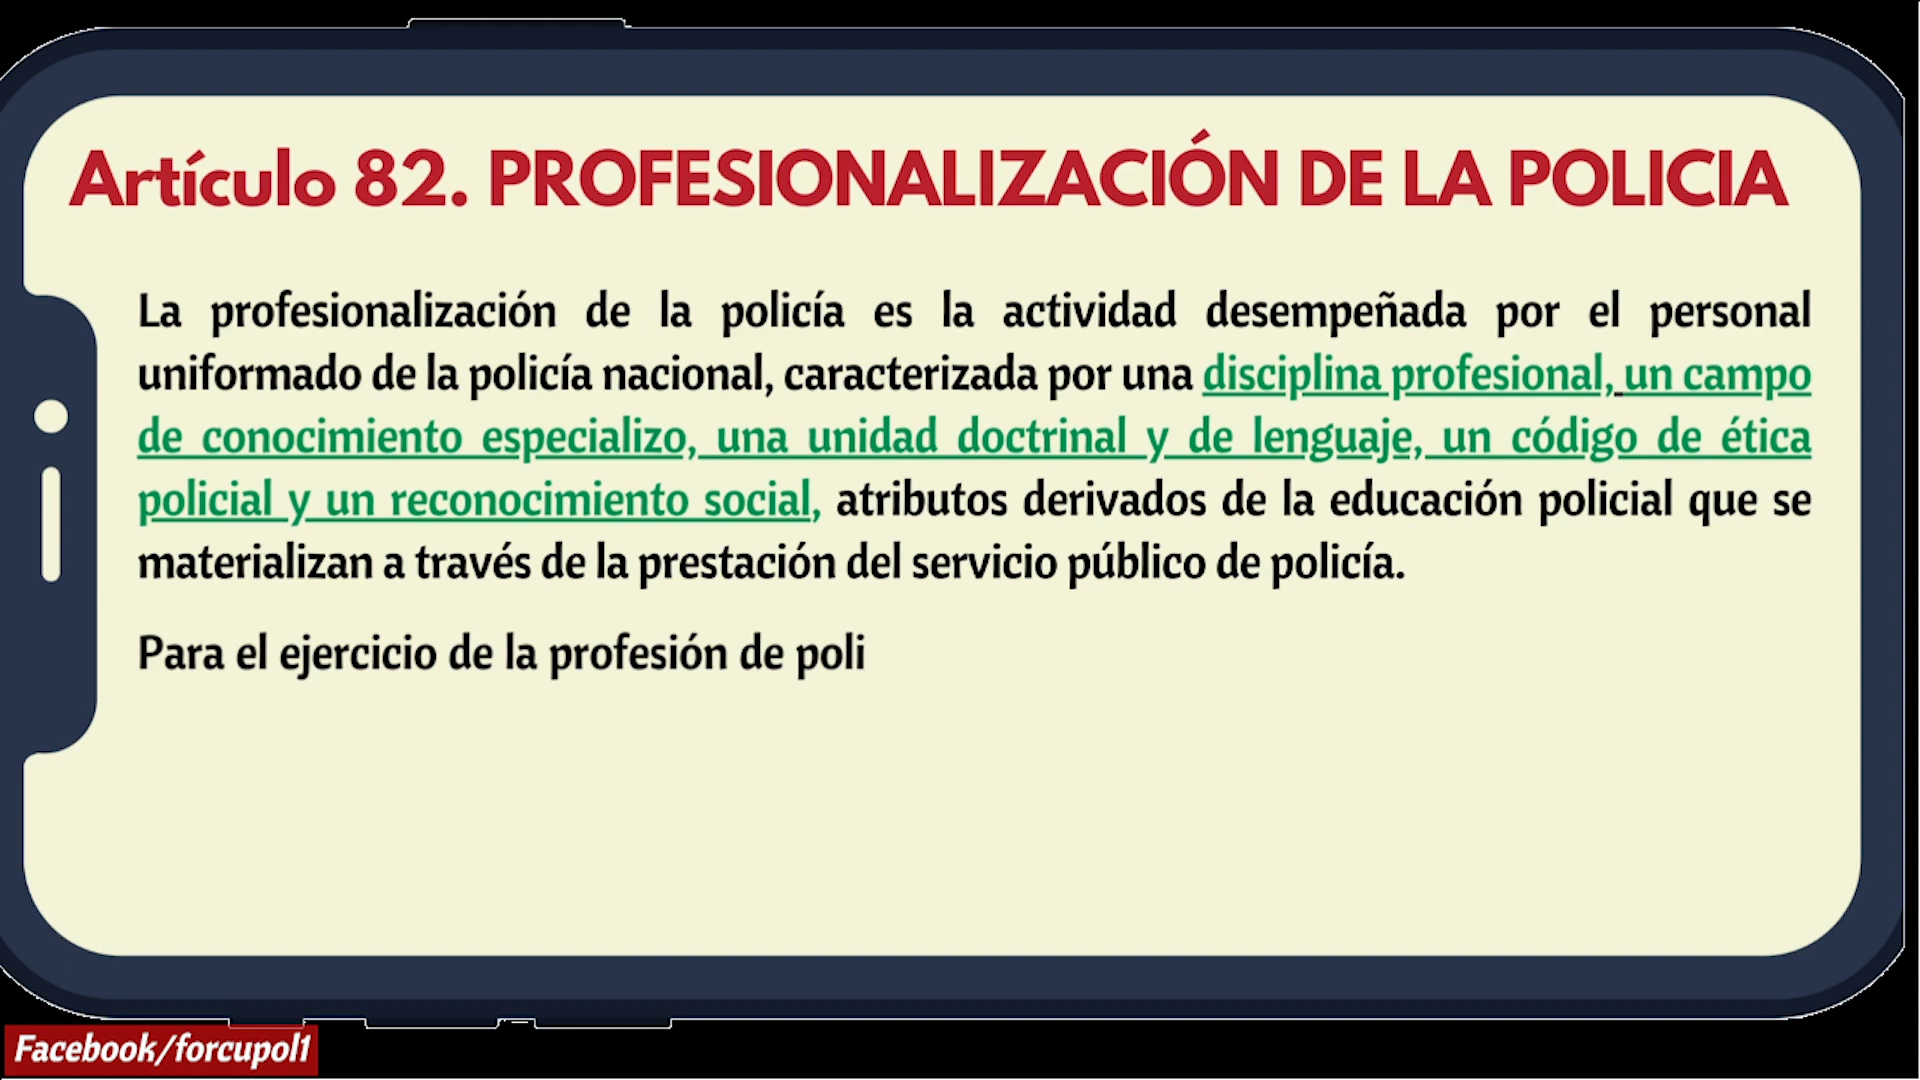 Artículo 82. PROFESIONALIZACIÓN DE LA POLICIA
La profesionalización de la policía es la actividad desempeñada por el personal
uniformado de la policía nacional, caracterizada por una disciplina profesional, un campo
de conocimiento especializo, una unidad doctrinal y de lenguaje, un código de ética
policial y un reconocimiento social, atributos derivados de la educación policial que se
materializan a través de la prestación del servicio público de policía.
Para el ejercicio de la profesión de poli
Facebook/forcupol1